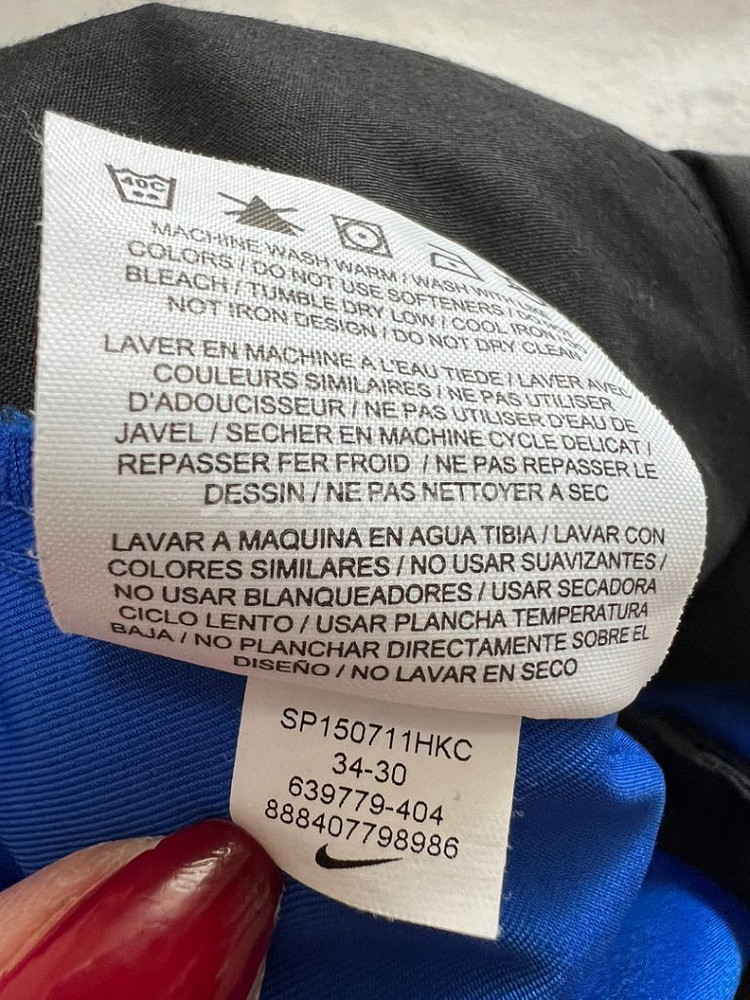 40C
MACHINE WASH WARM / WASH WITH LIKE
COLORS / DO NOT USE SOFTENERS / DO NOT
BLEACH / TUMBLE DRY LOW / COOL IRON / DO
NOT IRON DESIGN / DO NOT DRY CLEAN
LAVER EN MACHINE A L'EAU TIEDE / LAVER AVEC
COULEURS SIMILAIRES / NE PAS UTILISER
D'ADOUCISSEUR / NE PAS UTILISER D'EAU DE
JAVEL / SECHER EN MACHINE CYCLE DELICAT /
REPASSER FER FROID / NE PAS REPASSER LE
DESSIN / NE PAS NETTOYER A SEC
LAVAR A MAQUINA EN AGUA TIBIA / LAVAR CON
COLORES SIMILARES / NO USAR SUAVIZANTES /
NO USAR BLANQUEADORES / USAR SECADORA
CICLO LENTO / USAR PLANCHA TEMPERATURA
BAJA / NO PLANCHAR DIRECTAMENTE SOBRE EL
DISEÑO / NO LAVAR EN SECO
SP150711HKC
34-30
639779-404
888407798986